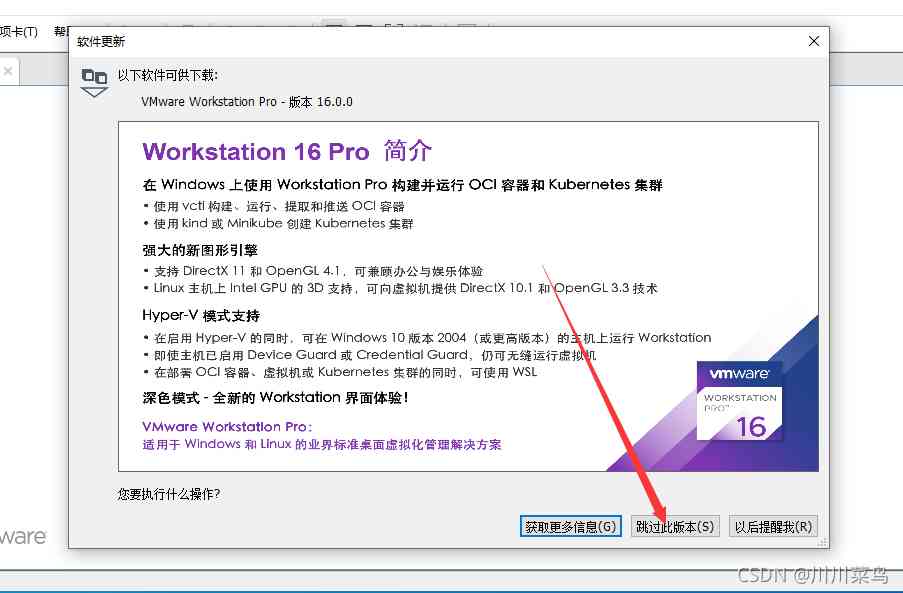 项卡(T) 帮
软件更新
以下软件可供下载:
VMware Workstation Pro - 版本 16.0.0
Workstation 16 Pro 简介
在 Windows 上使用 Workstation Pro 构建并运行 OCI 容器和 Kubernetes 集群
• 使用 vctl 构建、运行、提取和推送 OCI 容器
• 使用 kind 或 Minikube 创建 Kubernetes 集群
强大的新图形引擎
• 支持 DirectX 11 和 OpenGL 4.1，可兼顾办公与娱乐体验
• Linux 主机上 Intel GPU 的 3D 支持，可向虚拟机提供 DirectX 10.1 和 OpenGL 3.3 技术
Hyper-V 模式支持
• 在启用 Hyper-V 的同时，可在 Windows 10 版本 2004（或更高版本）的主机上运行 Workstation
• 即使主机已启用 Device Guard 或 Credential Guard，仍可无缝运行虚拟机
• 在部署 OCI 容器、虚拟机或 Kubernetes 集群的同时，可使用 WSL
深色模式 - 全新的 Workstation 界面体验！
VMware Workstation Pro：
适用于 Windows 和 Linux 的业界标准桌面虚拟化管理解决方案
vmware
WORKSTATION
PRO™
16
您要执行什么操作?
获取更多信息(G) 跳过此版本(S) 以后提醒我(R)
ware
CSDN @川川菜鸟